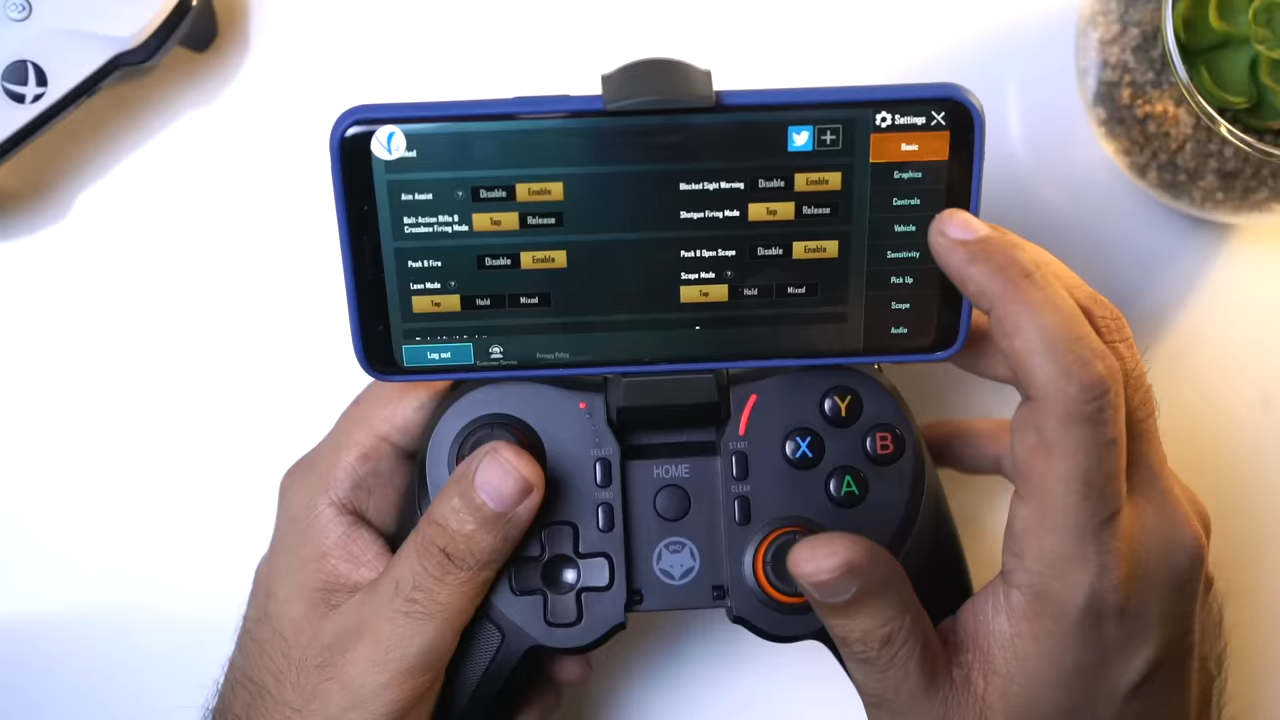 Settings
Basic
Graphics
Controls
Vehicle
Sensitivity
Pick Up
Scope
Audio
Aim Assist ? Disable Enable
Blocked Sight Warning Disable Enable
Bolt-Action Rifle &
Crossbow Firing Mode Tap Release
Shotgun Firing Mode Tap Release
Peek & Fire Disable Enable
Peek & Open Scope Disable Enable
Lean Mode ?
Tap Hold Mixed
Scope Mode ?
Tap Hold Mixed
Log out
Customer Service
Privacy Policy
SELECT
TURBO
HOME
START
CLEAR
Y
X
B
A